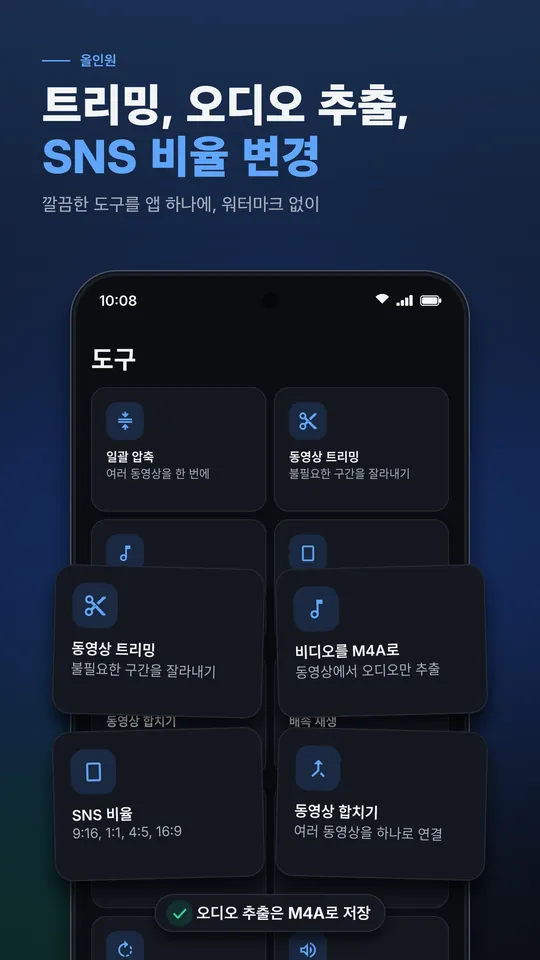 올인원
트리밍, 오디오 추출,
SNS 비율 변경
깔끔한 도구를 앱 하나에, 워터마크 없이
10:08
도구
일괄 압축
여러 동영상을 한 번에
동영상 트리밍
불필요한 구간을 잘라내기
동영상 트리밍
불필요한 구간을 잘라내기
비디오를 M4A로
동영상에서 오디오만 추출
동영상 합치기
배속 재생
SNS 비율
9:16, 1:1, 4:5, 16:9
동영상 합치기
여러 동영상을 하나로 연결
오디오 추출은 M4A로 저장